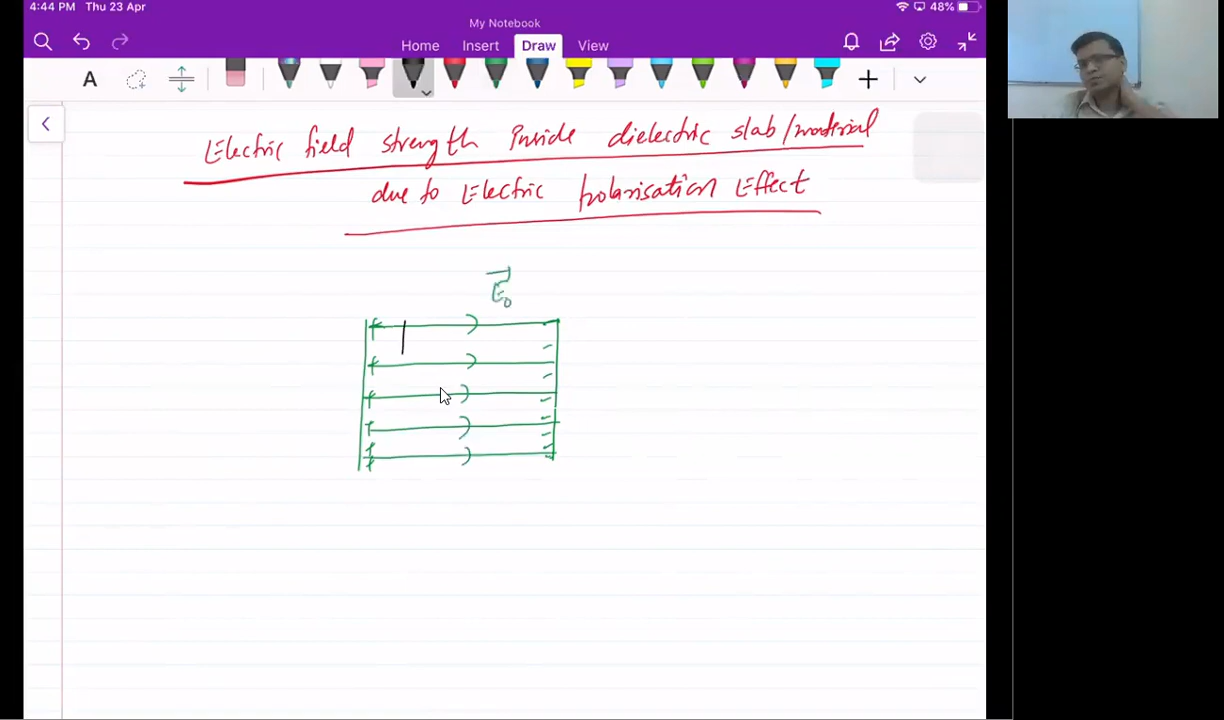 4:44 PM Thu 23 Apr
48%
My Notebook
Home Insert Draw View
A
Electric field strength inside dielectric slab/material
due to Electric polarisation Effect
E₀